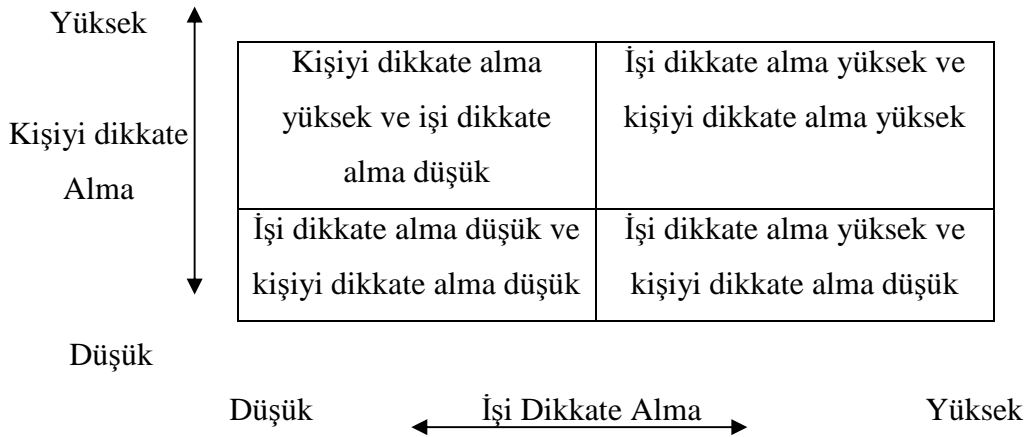 Yüksek
Kişiyi dikkate
Alma
Düşük
Kişiyi dikkate alma
yüksek ve işi dikkate
alma düşük
İşi dikkate alma yüksek ve
kişiyi dikkate alma yüksek
İşi dikkate alma düşük ve
kişiyi dikkate alma düşük
İşi dikkate alma yüksek ve
kişiyi dikkate alma düşük
Düşük
İşi Dikkate Alma
Yüksek